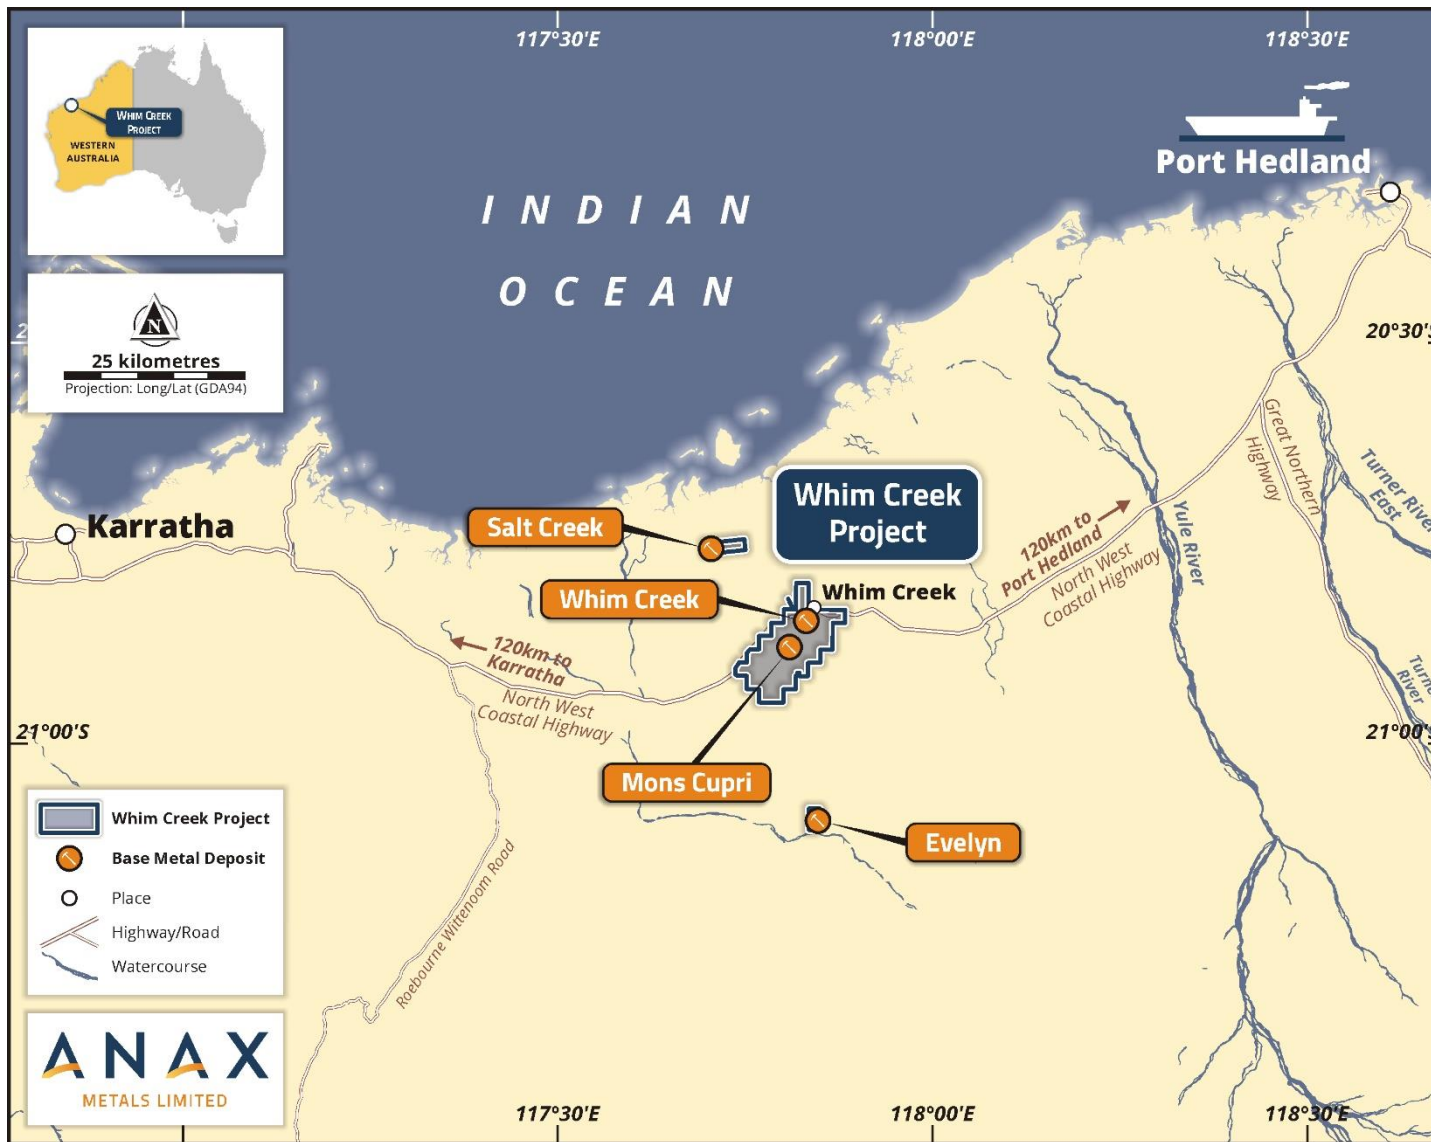 117°30'E
118°00'E
118°30'E
WHIM CREEK
PROJECT
WESTERN
AUSTRALIA
Port Hedland
INDIAN
OCEAN
N
25 kilometres
Projection: Long/Lat (GDA94)
20°30'S
Great Northern
Highway
Turner River
East
Whim Creek
Project
Karratha
Salt Creek
120km to
Port Hedland
North West
Coastal Highway
Yule River
Whim Creek
Whim Creek
120km to
Karratha
North West
Coastal Highway
Turner
River
21°00'S
21°00'S
Mons Cupri
Evelyn
Roebourne Wittenoom Road
Whim Creek Project
Base Metal Deposit
Place
Highway/Road
Watercourse
ANAX
METALS LIMITED
117°30'E
118°00'E
118°30'E